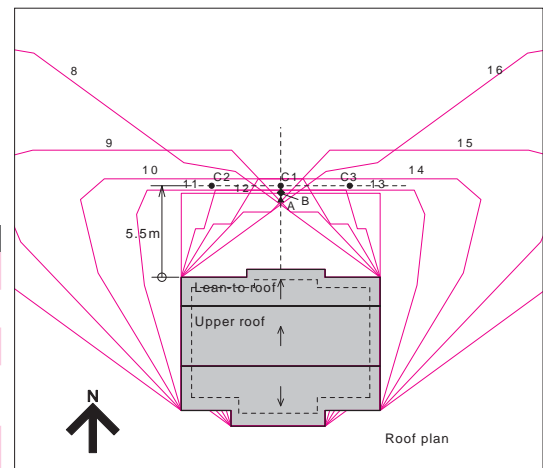 8
16
9
15
10
C2
C1
C3
14
11
12
13
A
B
5.5m
Lean-to roof
Upper roof
N
Roof plan